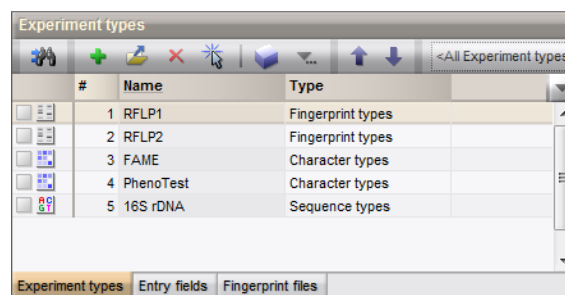 Experiment types
<All Experiment types
# Name Type
1 RFLP1 Fingerprint types
2 RFLP2 Fingerprint types
3 FAME Character types
4 PhenoTest Character types
5 16S rDNA Sequence types
Experiment types Entry fields Fingerprint files